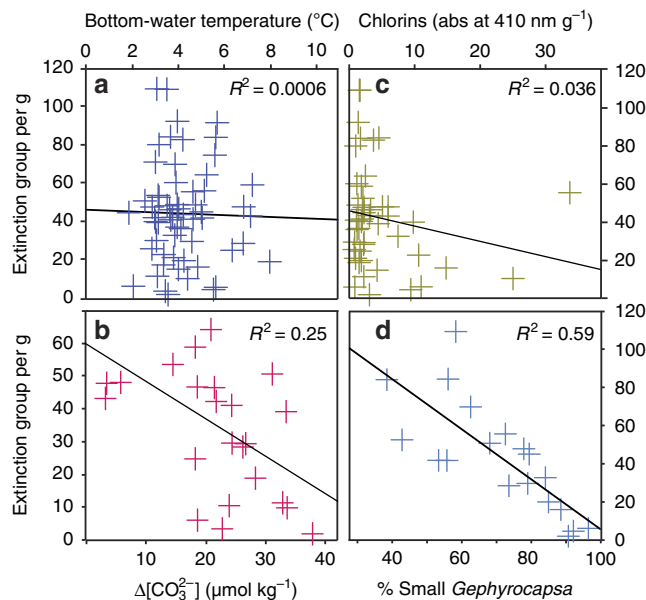 Bottom-water temperature (°C)
0 2 4 6 8 10
Chlorins (abs at 410 nm g⁻¹)
0 10 20 30 40
Extinction group per g
120
100
80
60
40
20
0
a
R² = 0.0006
c
R² = 0.036
120
100
80
60
40
20
Extinction group per g
70
60
50
40
30
20
10
0
b
R² = 0.25
d
R² = 0.59
120
100
80
60
40
20
0
10 20 30 40
Δ[CO₃²⁻] (μmol kg⁻¹)
40 60 80 100
% Small Gephyrocapsa